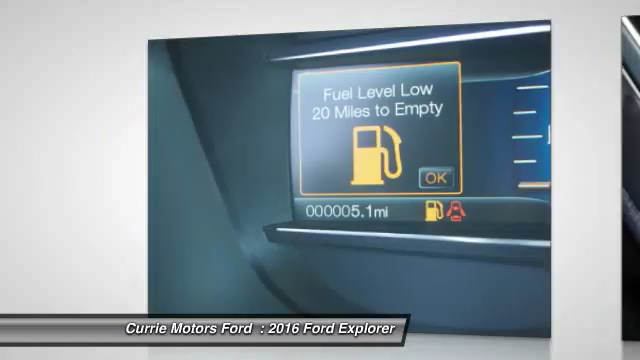 Fuel Level Low
20 Miles to Empty
OK
000005.1mi
Currie Motors Ford : 2016 Ford Explorer